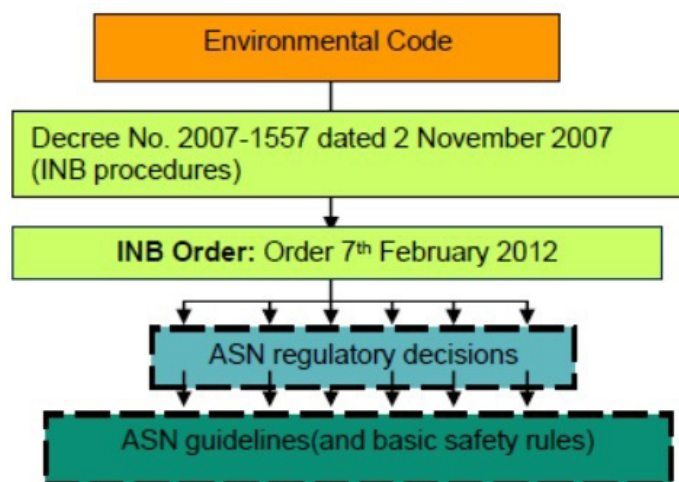 Environmental Code
Decree No. 2007-1557 dated 2 November 2007
(INB procedures)
INB Order: Order 7th February 2012
ASN regulatory decisions
ASN guidelines(and basic safety rules)